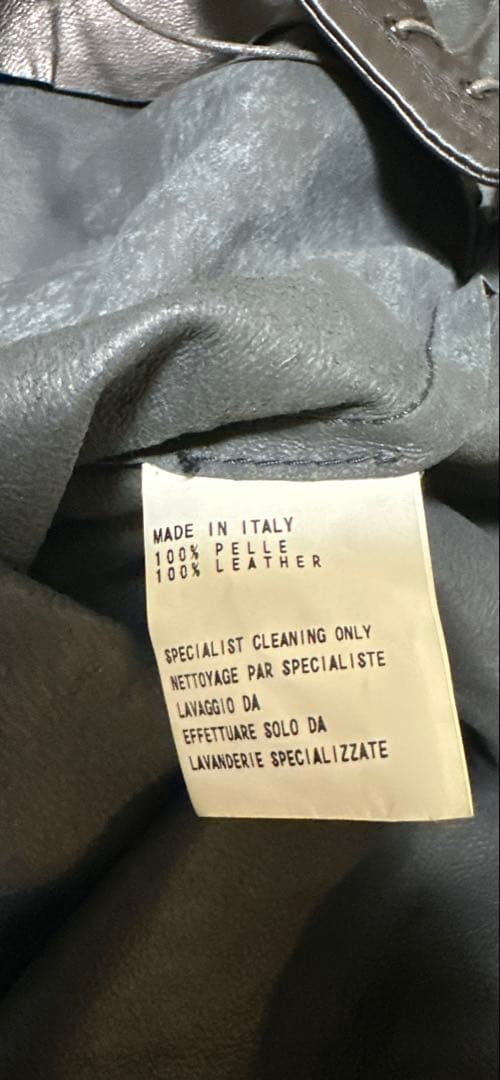 MADE IN ITALY
100% PELLE
100% LEATHER
SPECIALIST CLEANING ONLY
NETTOYAGE PAR SPECIALISTE
LAVAGGIO DA
EFFETTUARE SOLO DA
LAVANDERIE SPECIALIZZATE